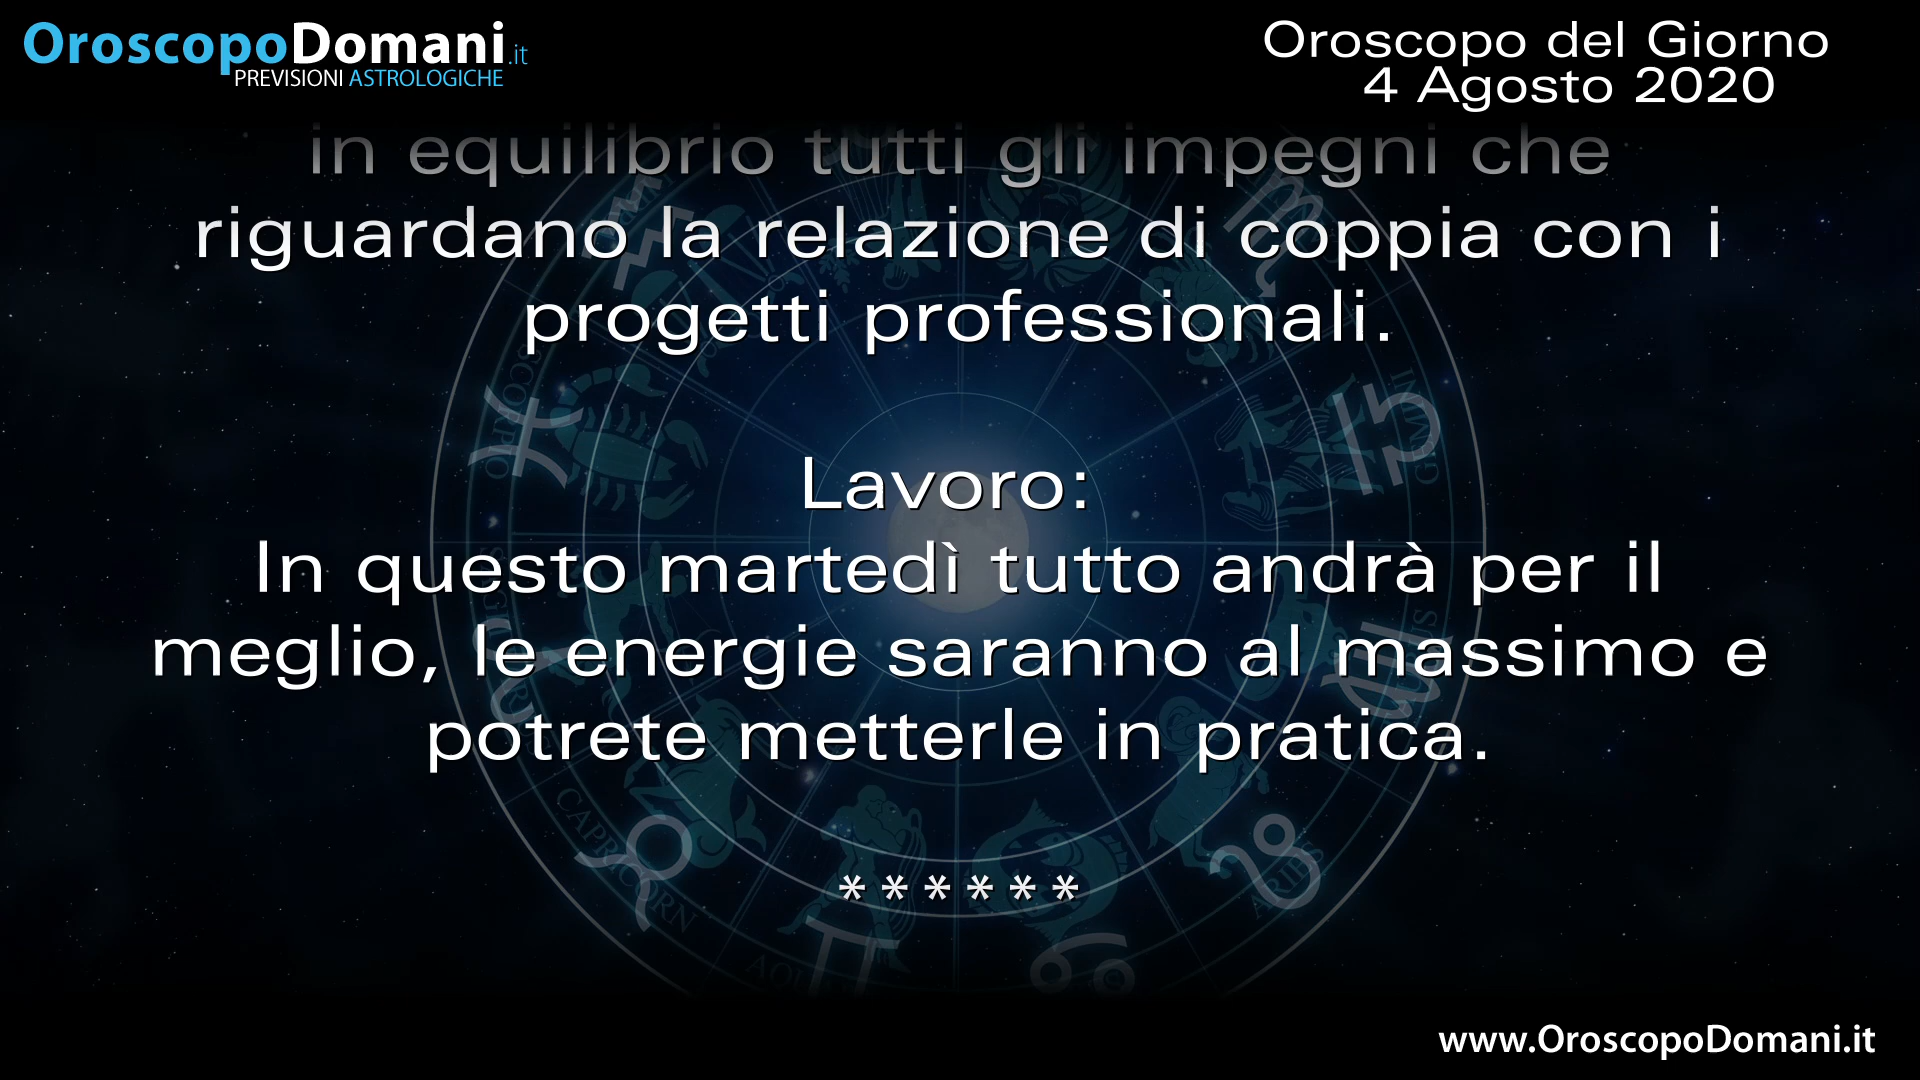 OroscopoDomani.it
PREVISIONI ASTROLOGICHE
Oroscopo del Giorno
4 Agosto 2020
in equilibrio tutti gli impegni che
riguardano la relazione di coppia con i
progetti professionali.
Lavoro:
In questo martedì tutto andrà per il
meglio, le energie saranno al massimo e
potrete metterle in pratica.
******
CAPRICORN
ARIES
www.OroscopoDomani.it